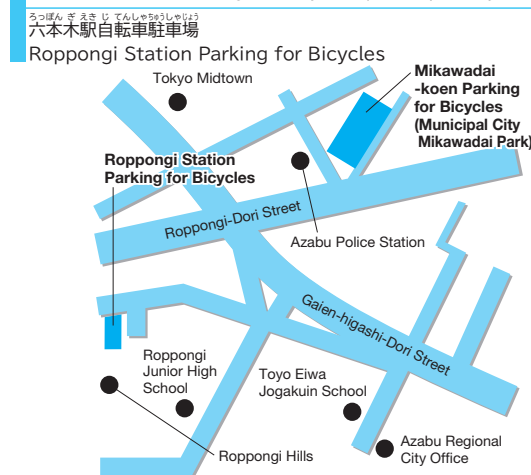 六本木駅自転車駐車場
ろっぽんぎえきじてんしゃちゅうしゃじょう
Roppongi Station Parking for Bicycles
Tokyo Midtown
Mikawadai
-koen Parking
for Bicycles
(Municipal City
Mikawadai Park)
Roppongi Station
Parking for Bicycles
Roppongi-Dori Street
Azabu Police Station
Gaien-higashi-Dori Street
Roppongi
Junior High
School
Toyo Eiwa
Jogakuin School
Roppongi Hills
Azabu Regional
City Office